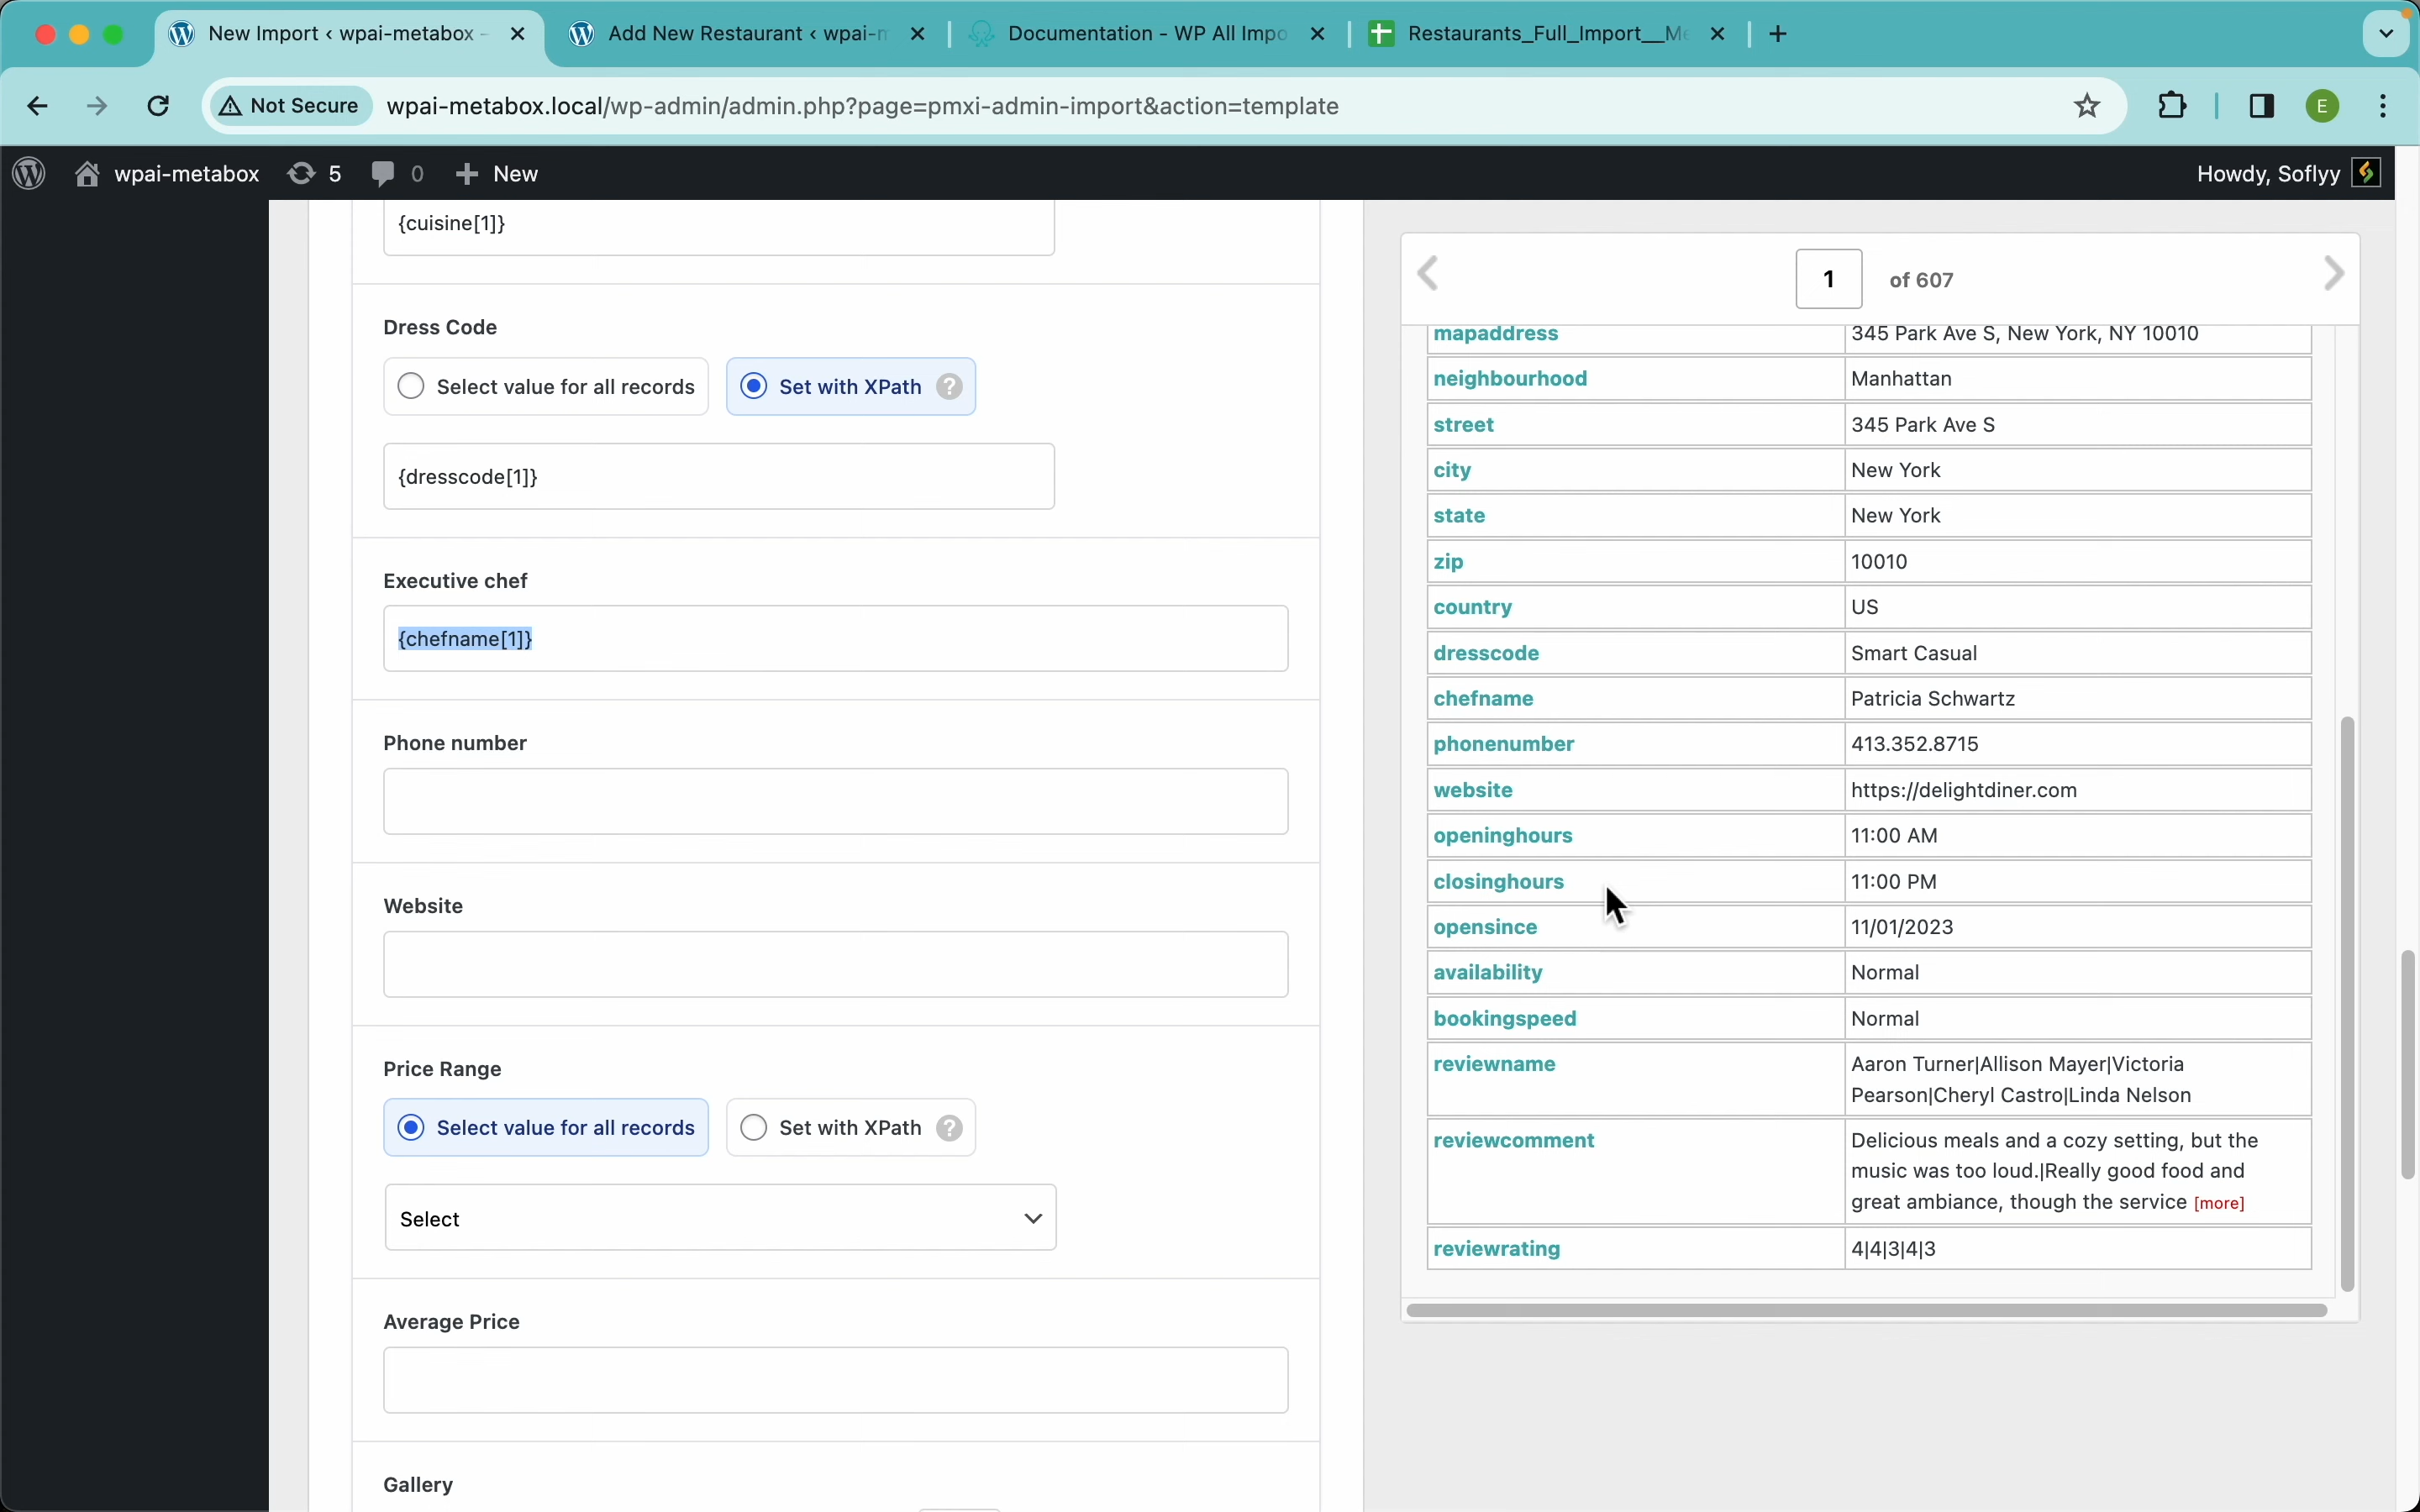 New Import ‹ wpai-metabox -
Add New Restaurant ‹ wpai-m
Documentation - WP All Impo
Restaurants_Full_Import__Me
Not Secure
wpai-metabox.local/wp-admin/admin.php?page=pmxi-admin-import&action=template
E
wpai-metabox
5
0
New
Howdy, Soflyy
{cuisine[1]}
Dress Code
Select value for all records
Set with XPath ?
{dresscode[1]}
Executive chef
{chefname[1]}
Phone number
Website
Price Range
Select value for all records
Set with XPath ?
Select
Average Price
Gallery
1 of 607
mapaddress 345 Park Ave S, New York, NY 10010
neighbourhood Manhattan
street 345 Park Ave S
city New York
state New York
zip 10010
country US
dresscode Smart Casual
chefname Patricia Schwartz
phonenumber 413.352.8715
website https://delightdiner.com
openinghours 11:00 AM
closinghours 11:00 PM
opensince 11/01/2023
availability Normal
bookingspeed Normal
reviewname Aaron Turner|Allison Mayer|Victoria
Pearson|Cheryl Castro|Linda Nelson
reviewcomment Delicious meals and a cozy setting, but the
music was too loud.|Really good food and
great ambiance, though the service [more]
reviewrating 4|4|3|4|3